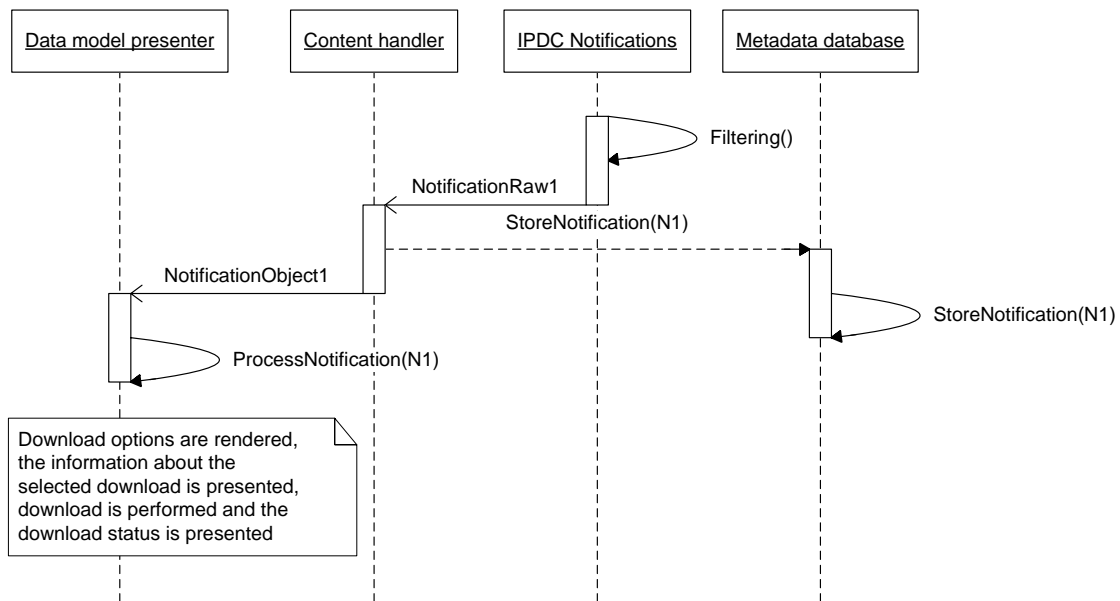 Data model presenter
Content handler
IPDC Notifications
Metadata database
Filtering()
NotificationRaw1
StoreNotification(N1)
NotificationObject1
StoreNotification(N1)
ProcessNotification(N1)
Download options are rendered,
the information about the
selected download is presented,
download is performed and the
download status is presented